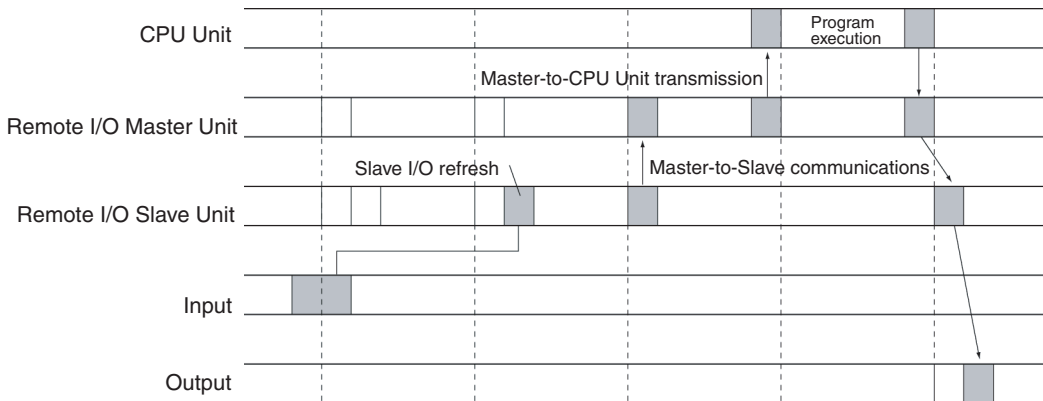 CPU Unit
Program
execution
Master-to-CPU Unit transmission
Remote I/O Master Unit
Slave I/O refresh
Master-to-Slave communications
Remote I/O Slave Unit
Input
Output